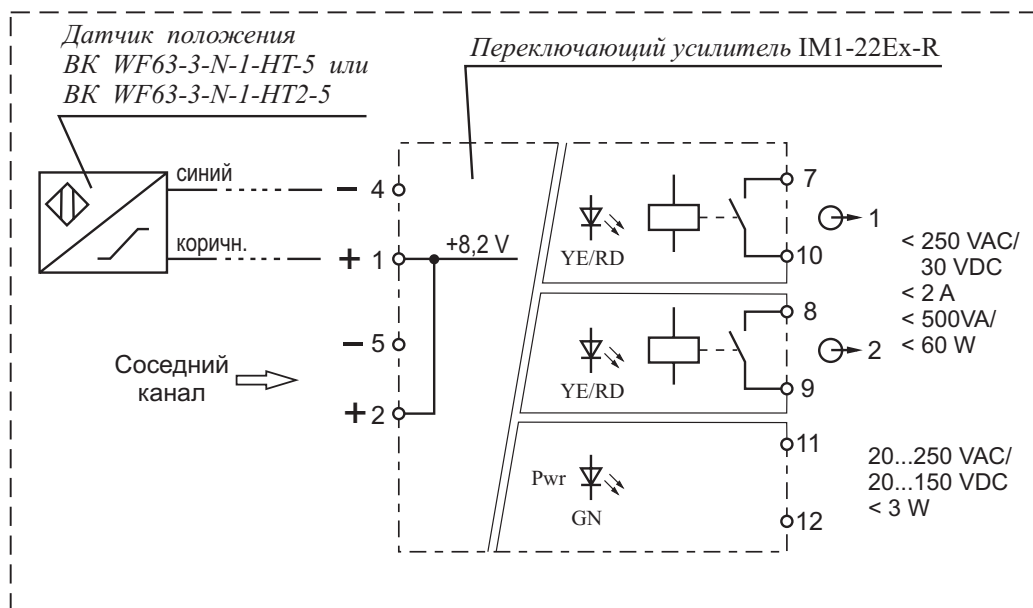 Датчик положения
ВК WF63-3-N-1-HT-5 или
ВК WF63-3-N-1-HT2-5
Переключающий усилитель IM1-22Ex-R
синий
коричн.
− 4
+ 1
+8,2 V
− 5
+ 2
Соседний
канал
YE/RD
7
10
1
< 250 VAC/
30 VDC
< 2 A
< 500VA/
< 60 W
YE/RD
8
9
2
Pwr
GN
11
12
20...250 VAC/
20...150 VDC
< 3 W